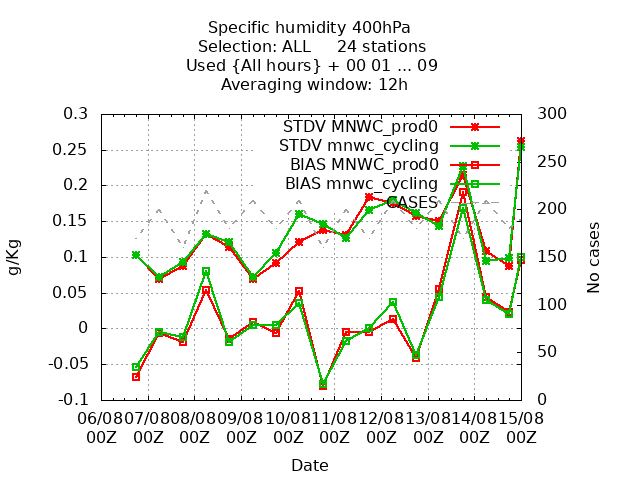 Specific humidity 400hPa
Selection: ALL 24 stations
Used {All hours} + 00 01 ... 09
Averaging window: 12h
STDV MNWC_prod0
STDV mnwc_cycling
BIAS MNWC_prod0
BIAS mnwc_cycling
CASES
g/Kg
0.3
0.25
0.2
0.15
0.1
0.05
0
-0.05
-0.1
No cases
300
250
200
150
100
50
0
06/08 07/08 08/08 09/08 10/08 11/08 12/08 13/08 14/08 15/08
00Z 00Z 00Z 00Z 00Z 00Z 00Z 00Z 00Z 00Z
Date